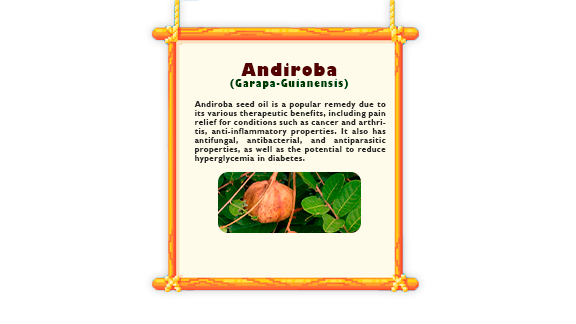 Andiroba
(Garapa-Guianensis)
Andiroba seed oil is a popular remedy due to
its various therapeutic benefits, including pain
relief for conditions such as cancer and arthri-
tis, anti-inflammatory properties. It also has
antifungal, antibacterial, and antiparasitic
properties, as well as the potential to reduce
hyperglycemia in diabetes.